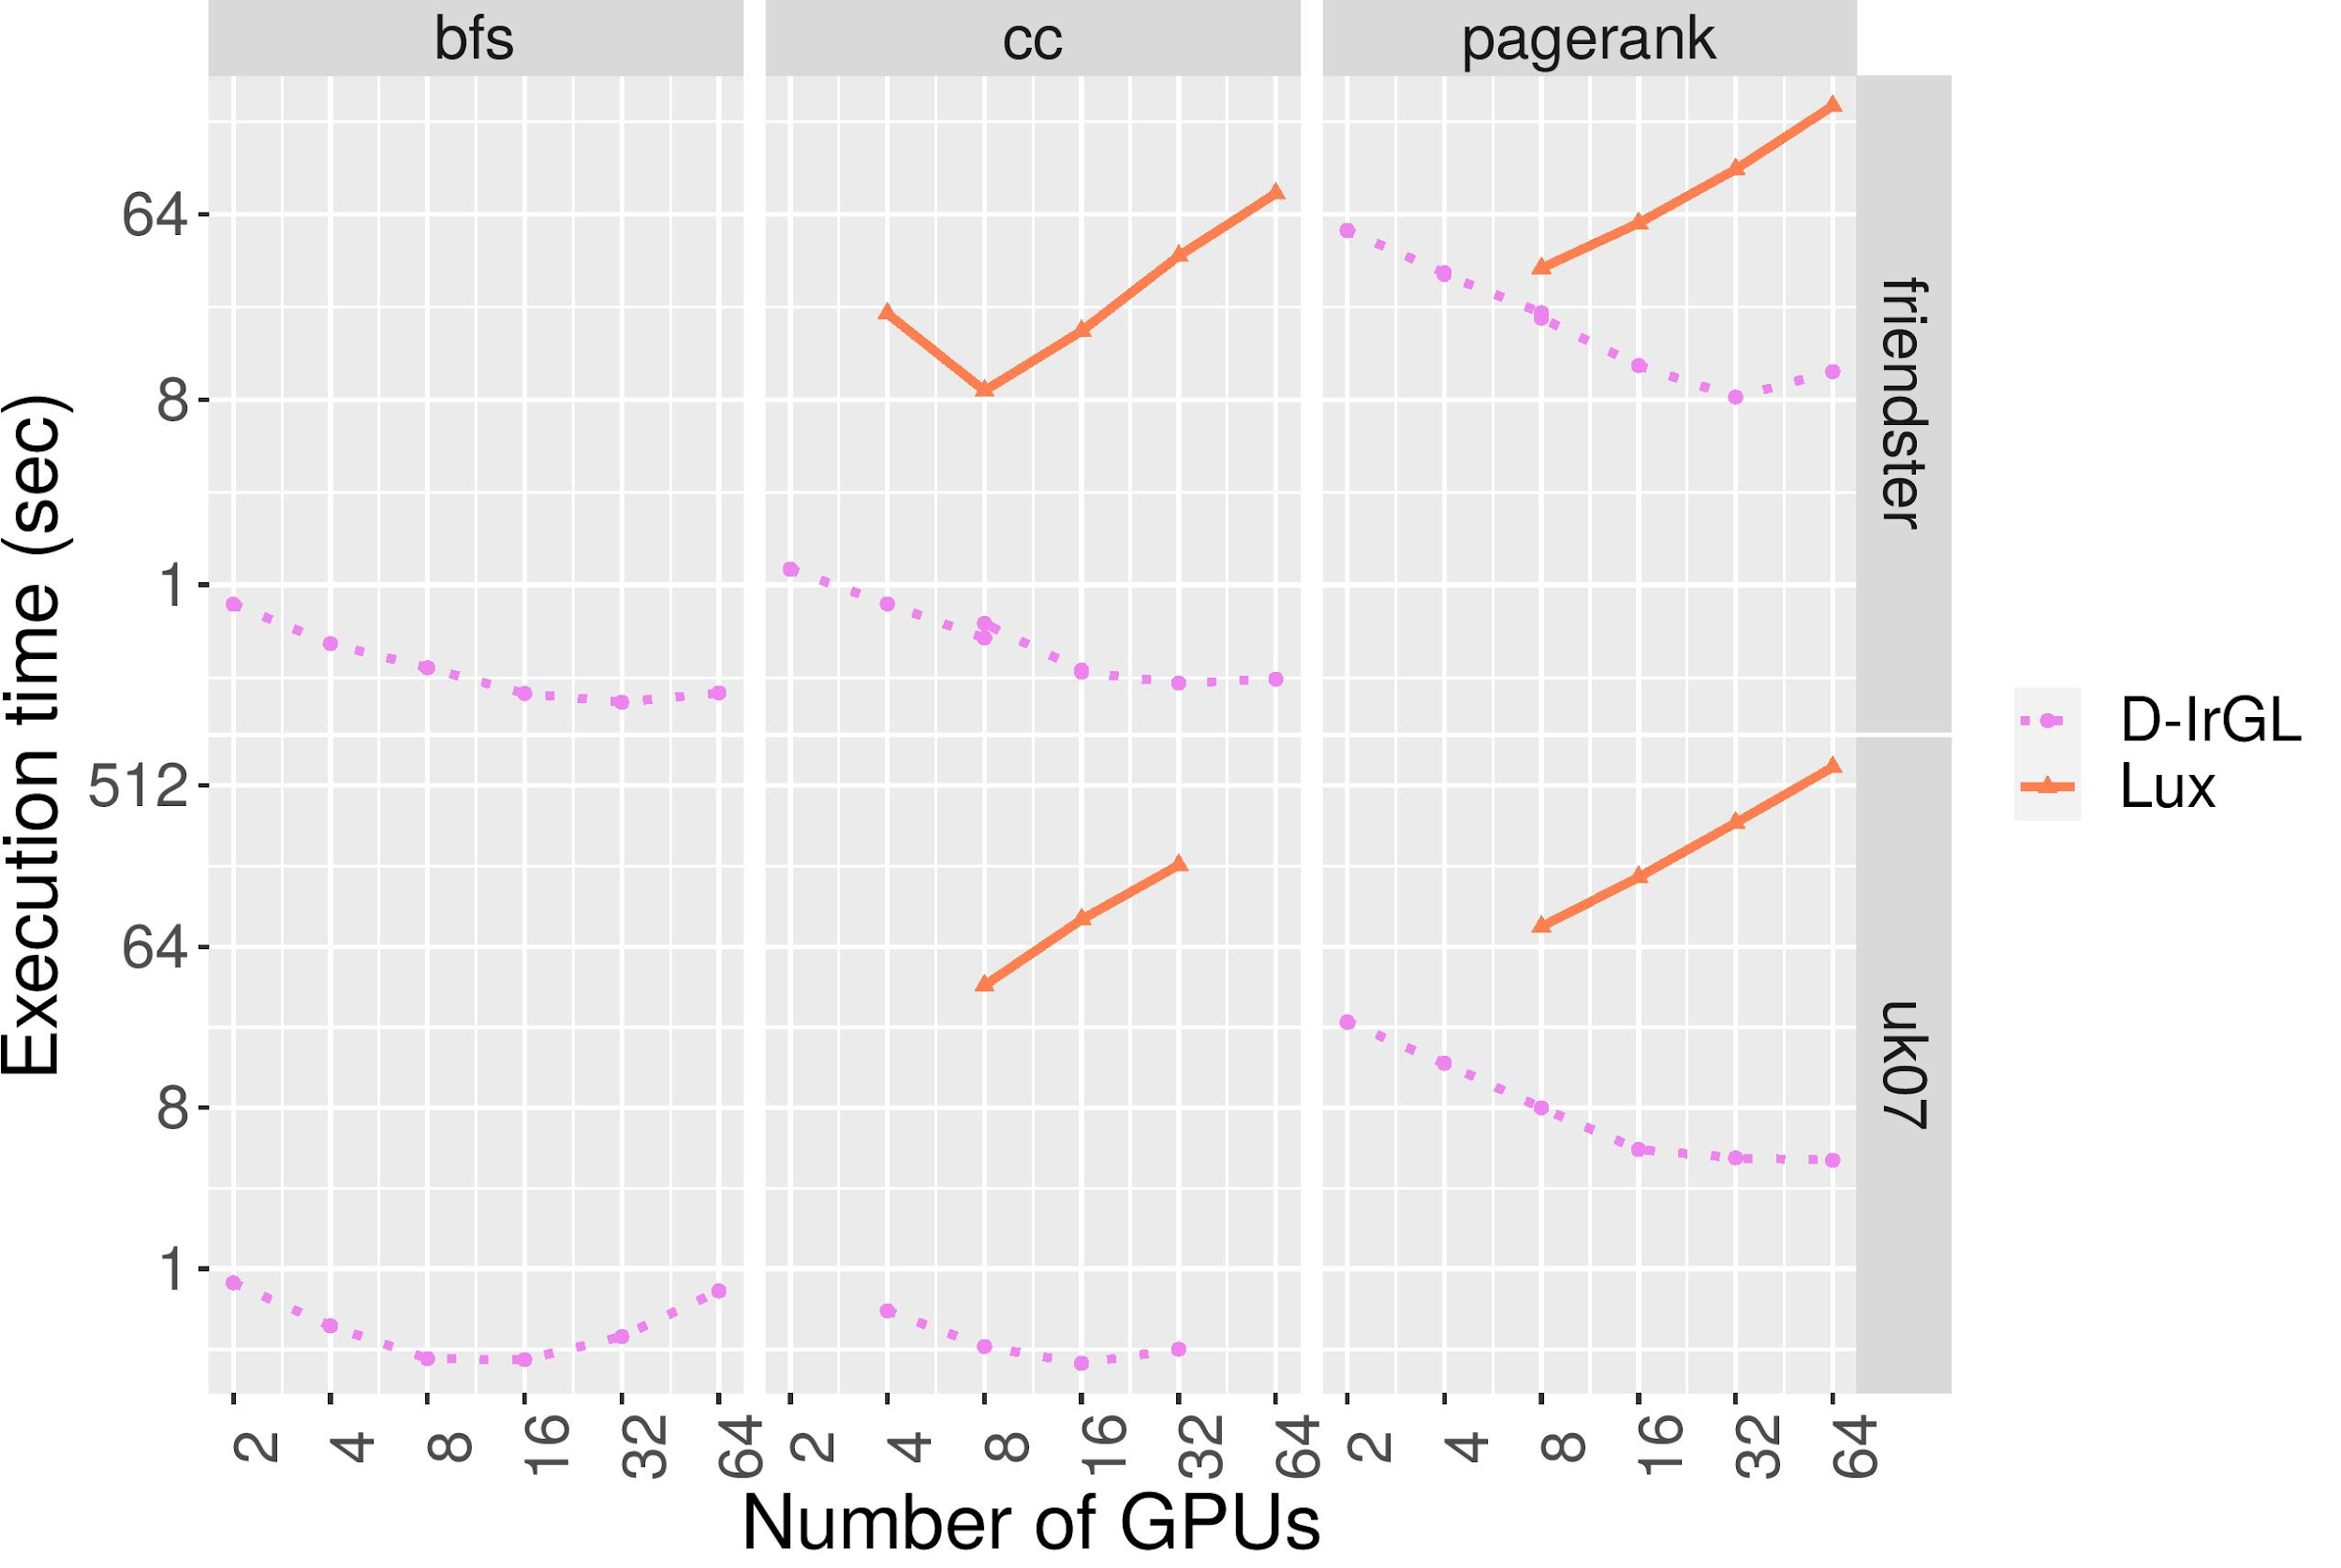 bfs
cc
pagerank
64
8
1
friendster
512
64
8
1
uk07
Execution time (sec)
2
4
8
16
32
64
2
4
8
16
32
64
2
4
8
16
32
64
Number of GPUs
D-IrGL
Lux